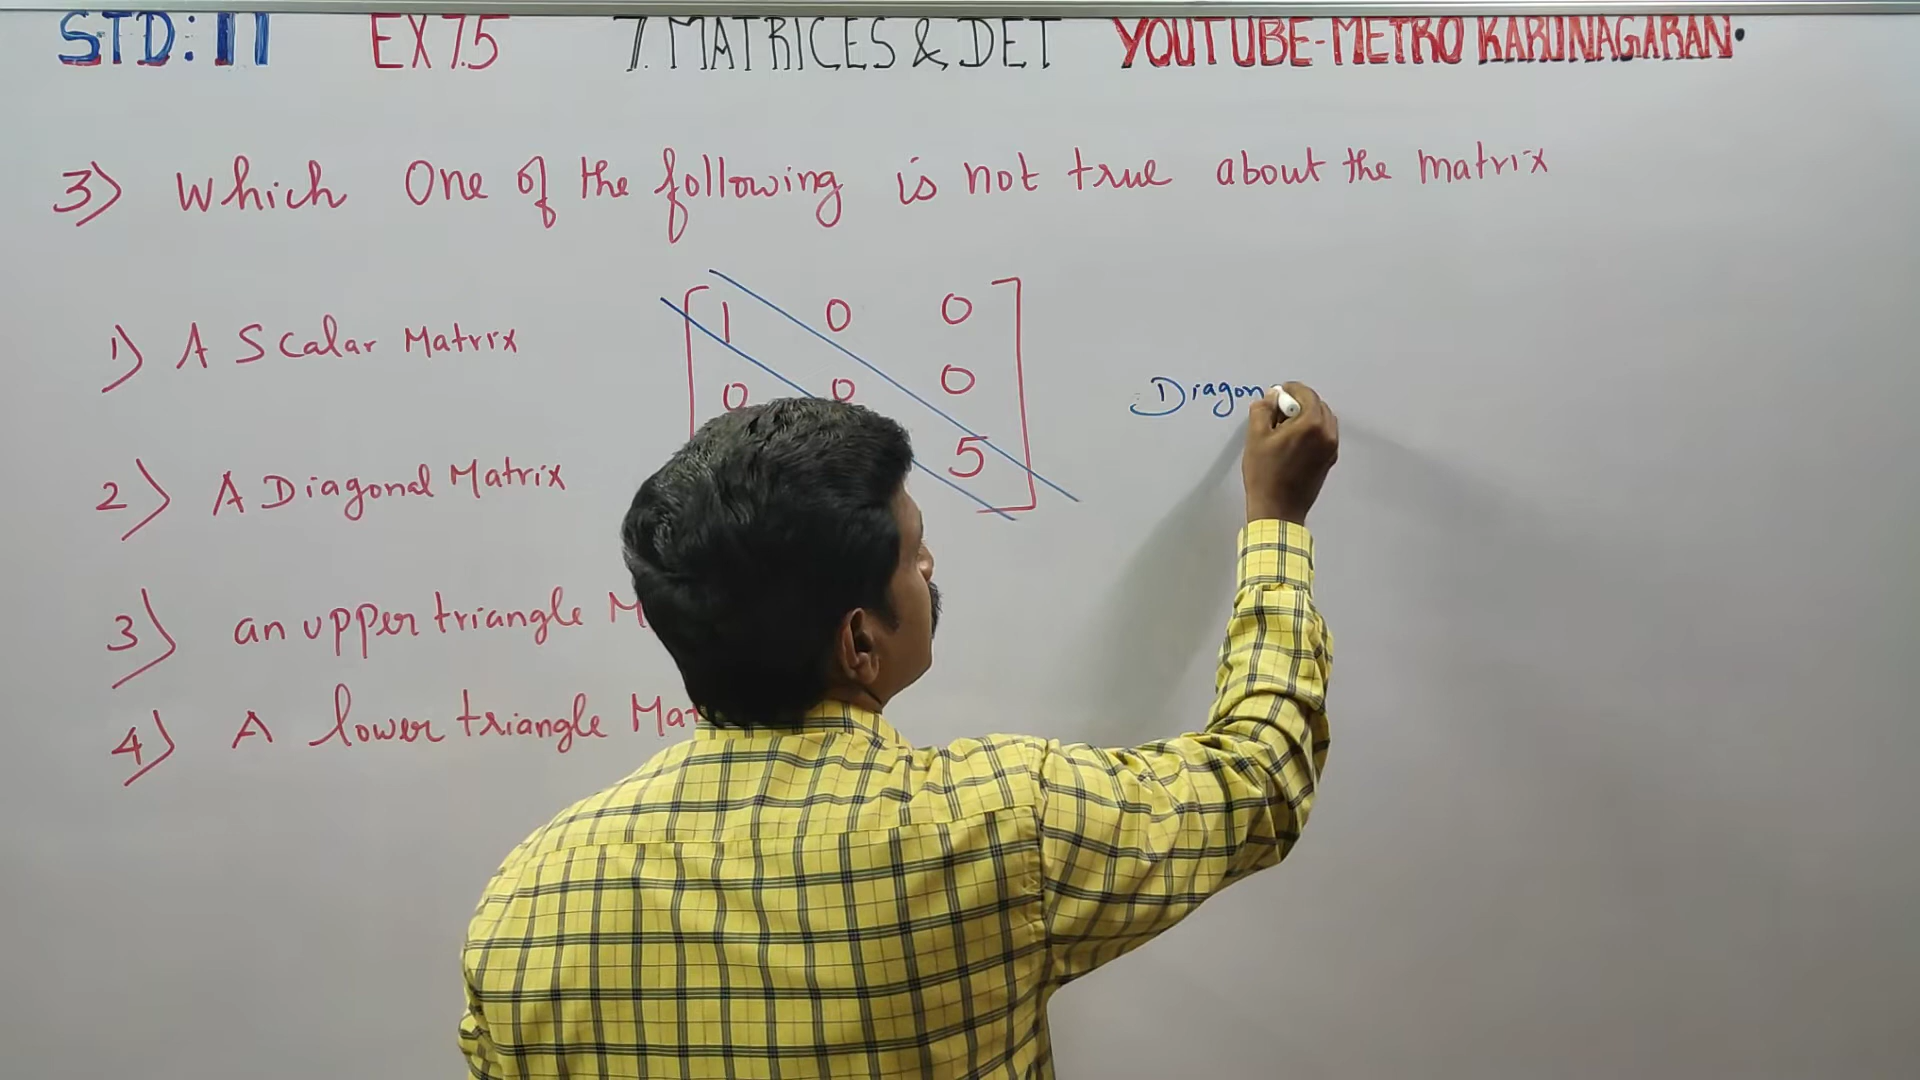 STD: 11 EX 7.5 7. MATRICES & DET YOUTUBE-METRO KARUNAGARAN.
3) Which One of the following is not true about the matrix
1 0 0
0 0 0
5
1) A Scalar Matrix
2) A Diagonal Matrix
3) an upper triangle M
4) A lower triangle Mat
Diagon